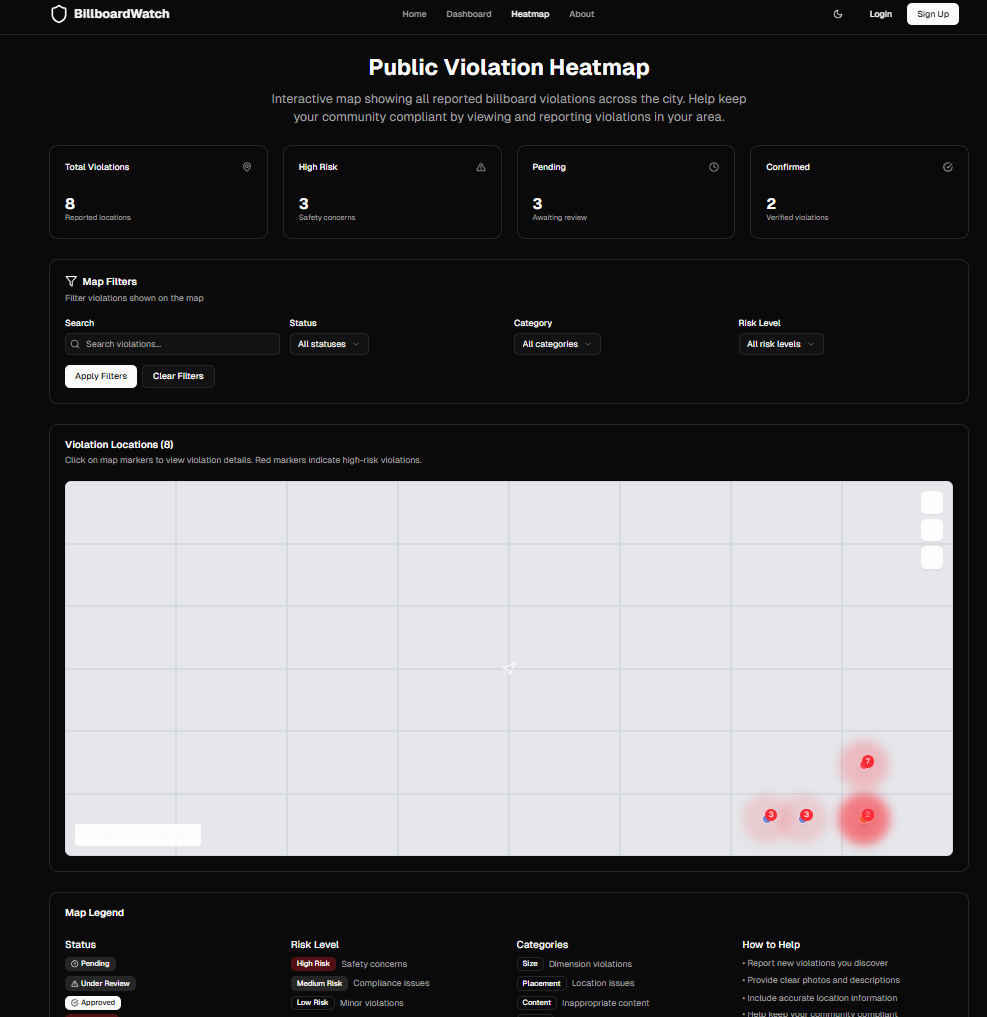 BillboardWatch
Home Dashboard Heatmap About
Login Sign Up
Public Violation Heatmap
Interactive map showing all reported billboard violations across the city. Help keep
your community compliant by viewing and reporting violations in your area.
Total Violations
8
Reported locations
High Risk
3
Safety concerns
Pending
3
Awaiting review
Confirmed
2
Verified violations
Map Filters
Filter violations shown on the map
Search
Search violations...
Status
All statuses
Category
All categories
Risk Level
All risk levels
Apply Filters Clear Filters
Violation Locations (8)
Click on map markers to view violation details. Red markers indicate high-risk violations.
7
3 3 2
Map Legend
Status
Pending
Under Review
Approved
Risk Level
High Risk Safety concerns
Medium Risk Compliance issues
Low Risk Minor violations
Categories
Size Dimension violations
Placement Location issues
Content Inappropriate content
How to Help
• Report new violations you discover
• Provide clear photos and descriptions
• Include accurate location information
• Help keep your community compliant